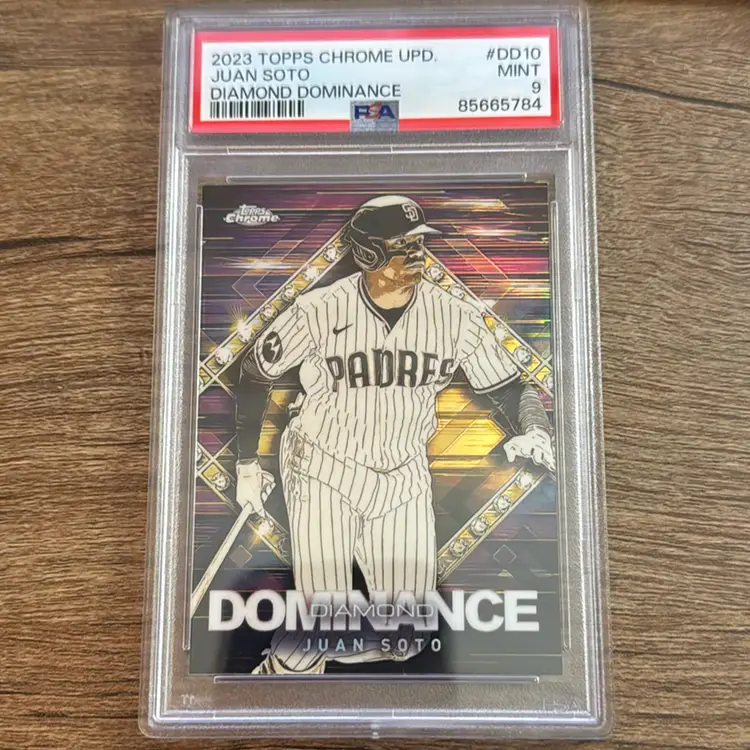 2023 TOPPS CHROME UPD. #DD10
JUAN SOTO MINT
DIAMOND DOMINANCE 9
PSA 85665784
Topps
Chrome
SD
PADRES
DOMINANCE
DIAMOND
JUAN SOTO